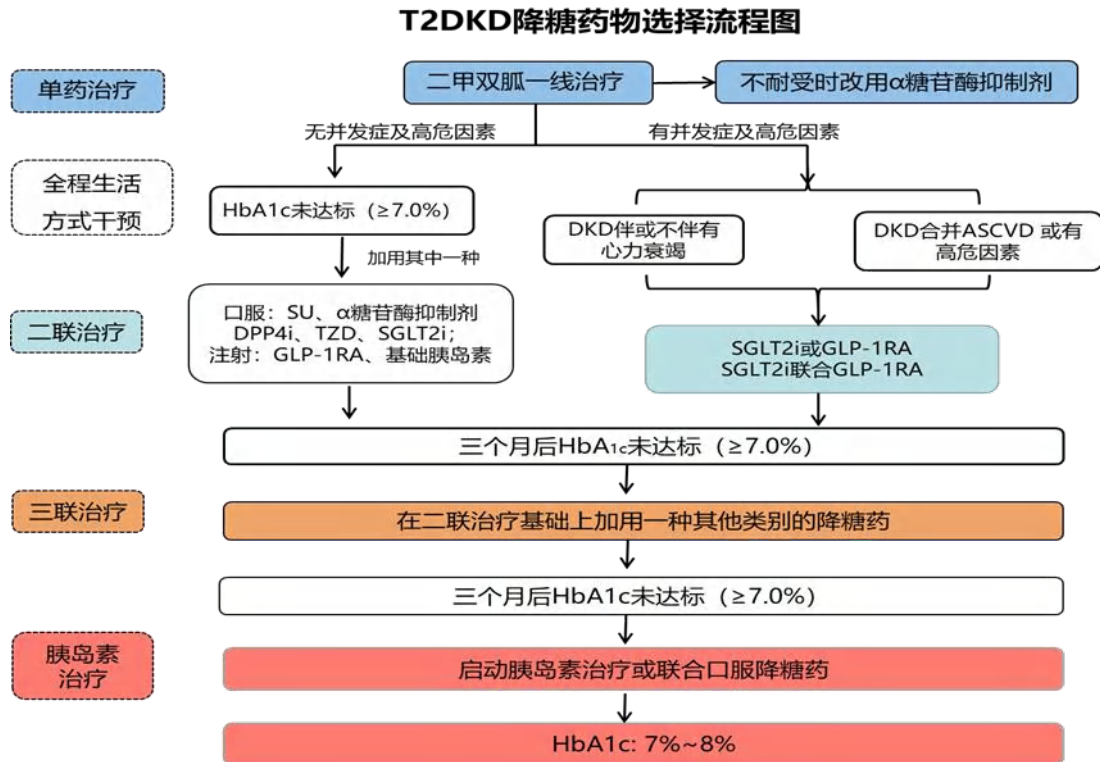 T2DKD降糖药物选择流程图
单药治疗
二甲双胍一线治疗
不耐受时改用α糖苷酶抑制剂
无并发症及高危因素
有并发症及高危因素
全程生活
方式干预
HbA1c未达标（≥7.0%）
DKD伴或不伴有
心力衰竭
DKD合并ASCVD 或有
高危因素
加用其中一种
二联治疗
口服：SU、α糖苷酶抑制剂
DPP4i、TZD、SGLT2i；
注射：GLP-1RA、基础胰岛素
SGLT2i或GLP-1RA
SGLT2i联合GLP-1RA
三个月后HbA1c未达标（≥7.0%）
三联治疗
在二联治疗基础上加用一种其他类别的降糖药
三个月后HbA1c未达标（≥7.0%）
胰岛素
治疗
启动胰岛素治疗或联合口服降糖药
HbA1c: 7%~8%